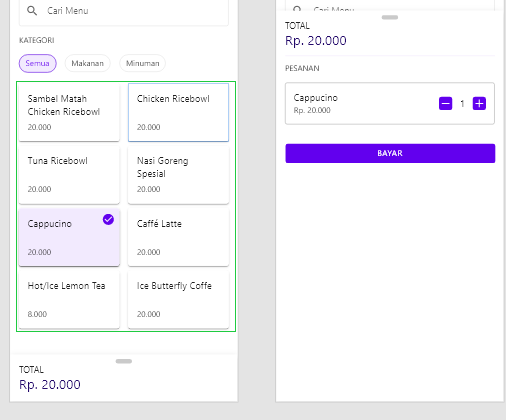 Cari Menu
KATEGORI
Semua
Makanan
Minuman
Sambel Matah
Chicken Ricebowl
20.000
Chicken Ricebowl
20.000
Tuna Ricebowl
20.000
Nasi Goreng
Spesial
20.000
Cappucino
20.000
Caffé Latte
20.000
Hot/Ice Lemon Tea
8.000
Ice Butterfly Coffe
20.000
TOTAL
Rp. 20.000
Cari Menu
TOTAL
Rp. 20.000
PESANAN
Cappucino
Rp. 20.000
1
BAYAR